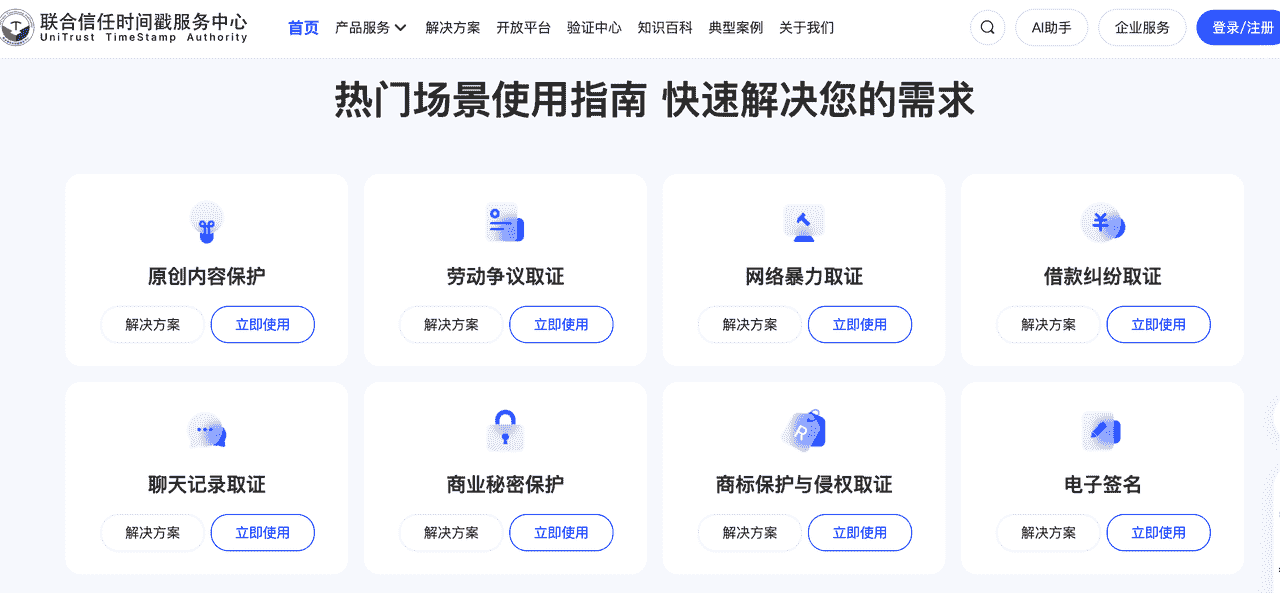 联合信任时间戳服务中心
UniTrust TimeStamp Authority
首页 产品服务 解决方案 开放平台 验证中心 知识百科 典型案例 关于我们
AI助手 企业服务 登录/注册
热门场景使用指南 快速解决您的需求
原创内容保护 劳动争议取证 网络暴力取证 借款纠纷取证
解决方案 立即使用 解决方案 立即使用 解决方案 立即使用 解决方案 立即使用
聊天记录取证 商业秘密保护 商标保护与侵权取证 电子签名
解决方案 立即使用 解决方案 立即使用 解决方案 立即使用 解决方案 立即使用